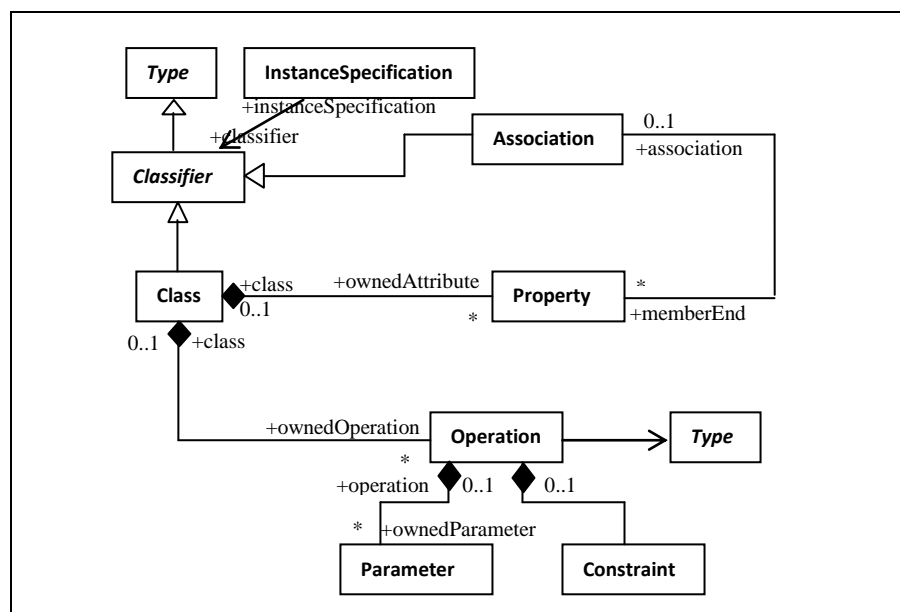 Type
InstanceSpecification
+instanceSpecification
+classifier
Classifier
Association
0..1
+association
Class
+class
0..1
+ownedAttribute
*
Property
*
+memberEnd
0..1
+class
+ownedOperation
*
Operation
Type
+operation
0..1
0..1
*
+ownedParameter
Parameter
Constraint